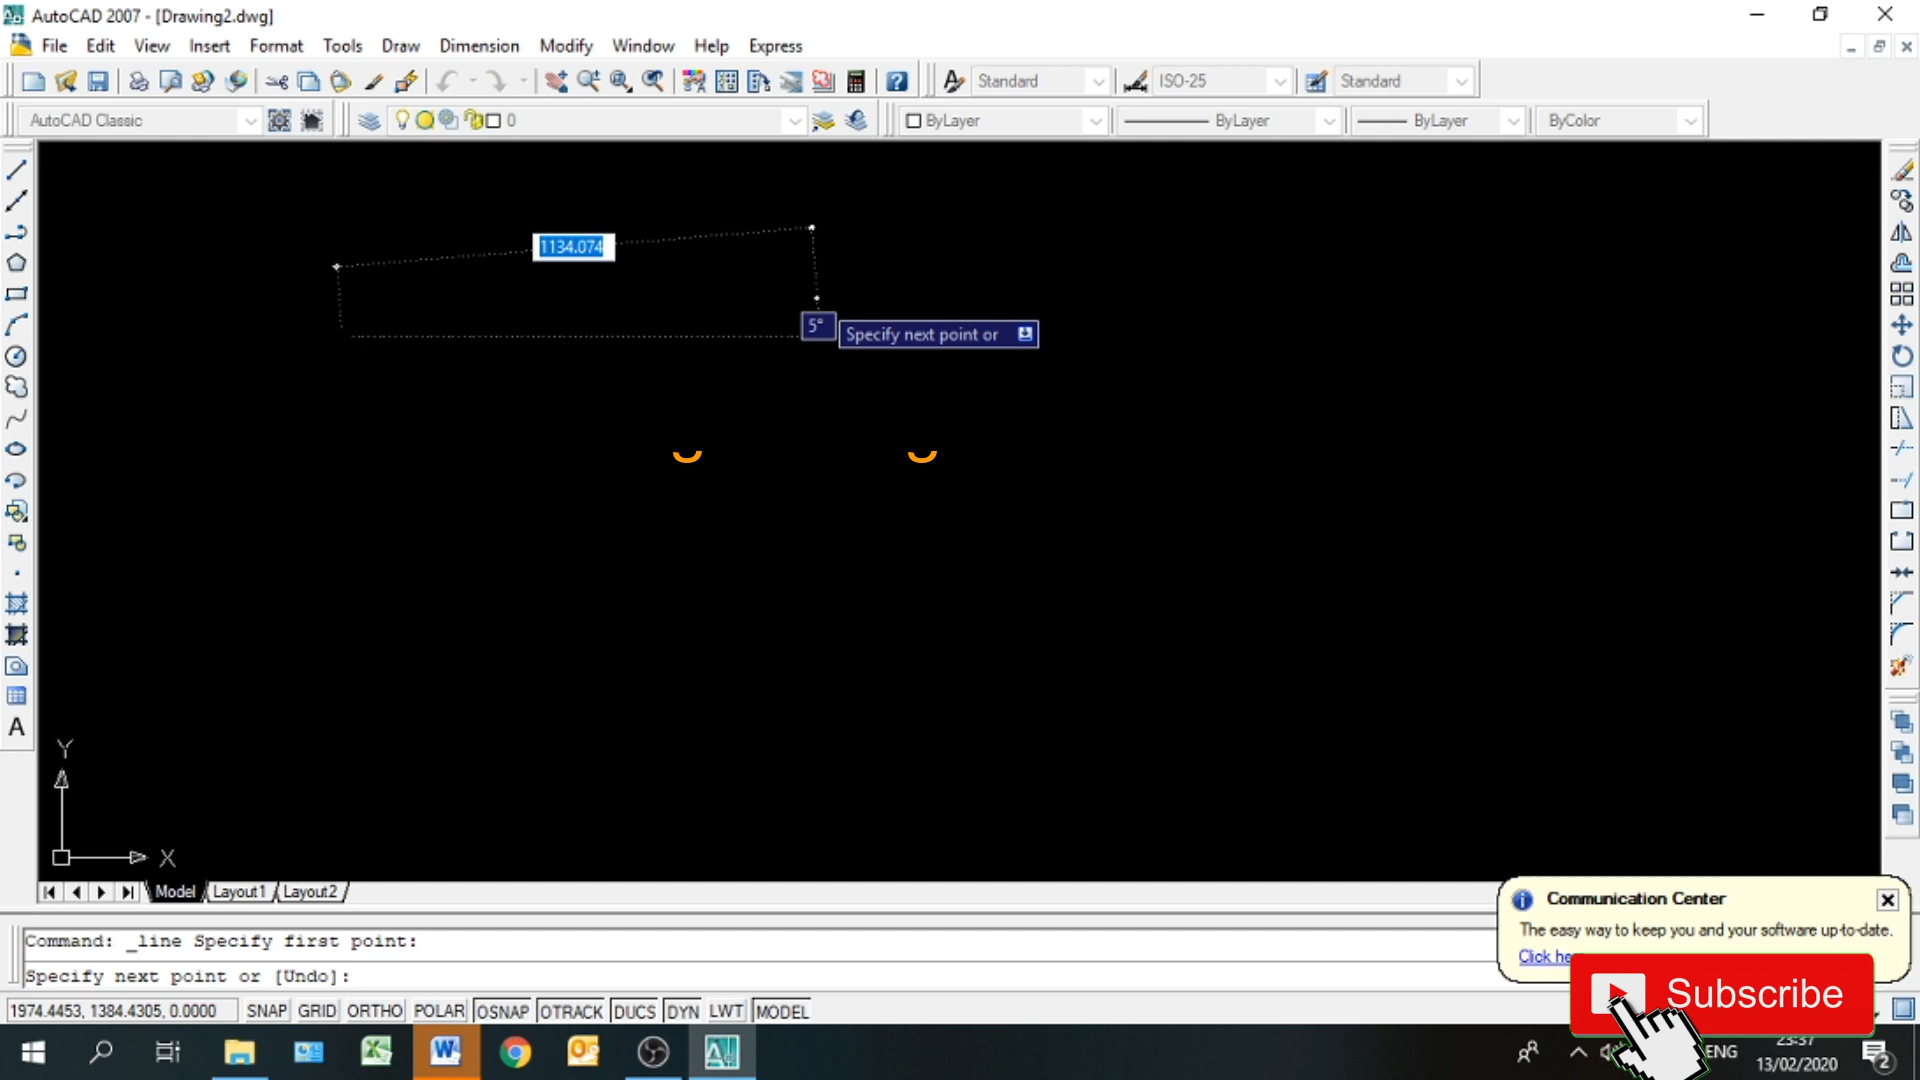 AutoCAD 2007 - [Drawing2.dwg]
File Edit View Insert Format Tools Draw Dimension Modify Window Help Express
Standard ISO-25 Standard
AutoCAD Classic 0 ByLayer ByLayer ByLayer ByColor
1134.074
5°
Specify next point or
Y
X
Model Layout1 Layout2
Communication Center
The easy way to keep you and your software up-to-date.
Click
Command: _line Specify first point:
Specify next point or [Undo]:
Subscribe
1974.4453, 1384.4305, 0.0000 SNAP GRID ORTHO POLAR OSNAP OTRACK DUCS DYN LWT MODEL
ENG
23:37
13/02/2020
2